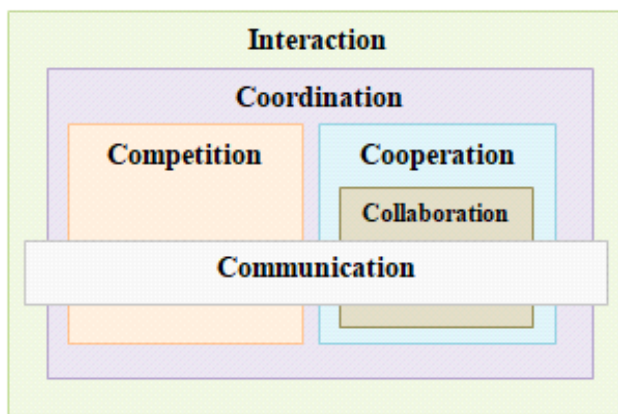 Interaction
Coordination
Competition
Cooperation
Collaboration
Communication